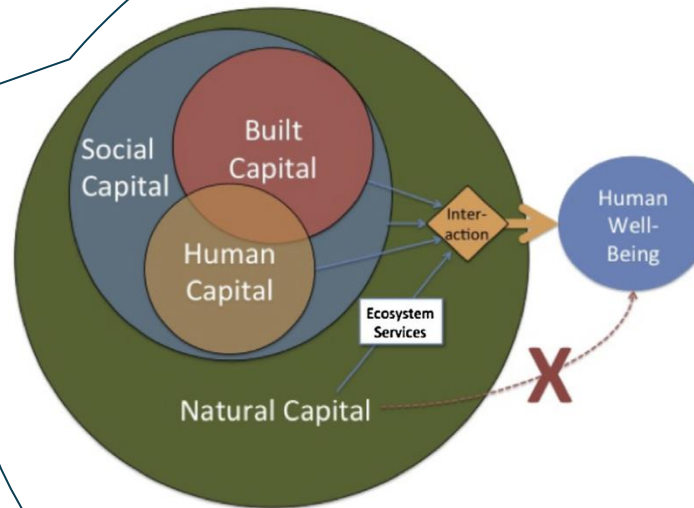 Built
Capital
Social
Capital
Human
Capital
Inter-
action
Human
Well-
Being
Ecosystem
Services
X
Natural Capital